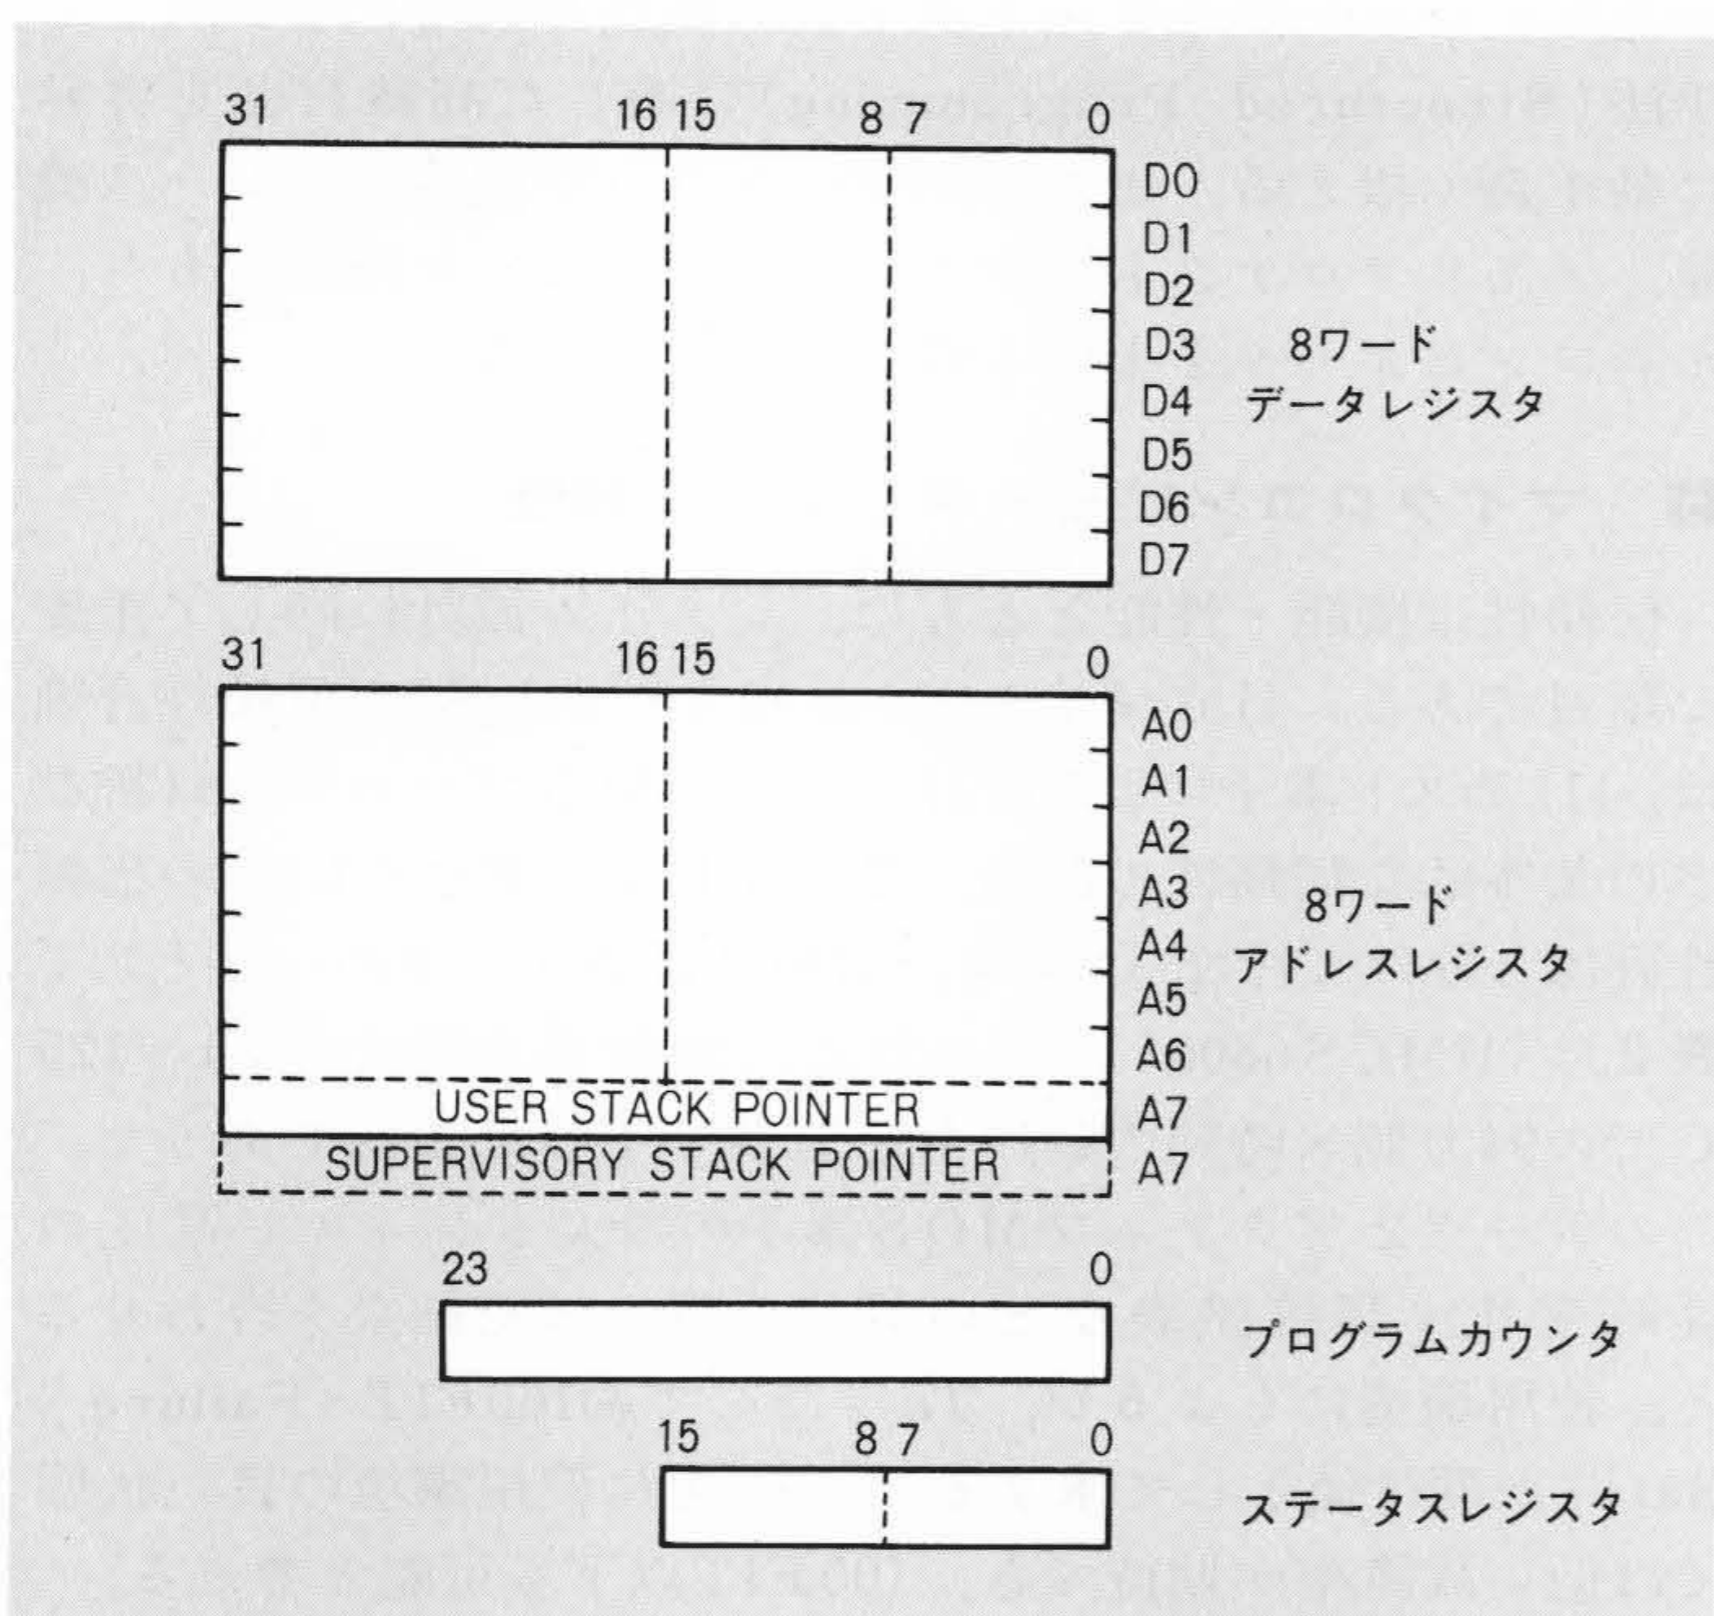 31 16 15 8 7 0
D0
D1
D2
D3
D4
D5
D6
D7
8ワード
データレジスタ
31 16 15 0
A0
A1
A2
A3
A4
A5
A6
USER STACK POINTER A7
SUPERVISORY STACK POINTER A7
8ワード
アドレスレジスタ
23 0
プログラムカウンタ
15 8 7 0
ステータスレジスタ